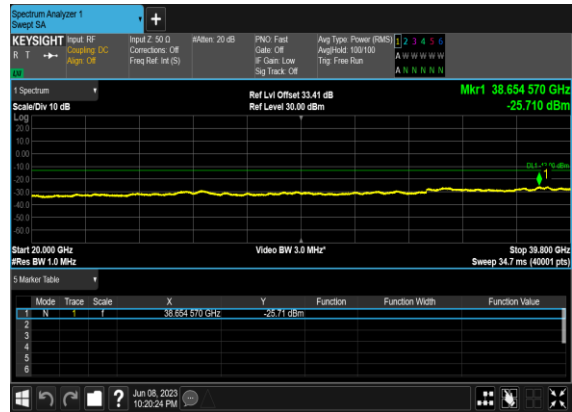 Spectrum Analyzer 1
Swept SA
+
KEYSIGHT Input: RF Input Z: 50 Ω #Atten: 20 dB PNO: Fast Avg Type: Power (RMS) 1 2 3 4 5 6
R T Coupling: DC Corrections: Off Gate: Off Avg|Hold: 100/100 A W W W W W
Align: Off Freq Ref: Int (S) IF Gain: Low Trig: Free Run
Sig Track: Off A N N N N N
1 Spectrum Ref Lvl Offset 33.41 dB Mkr1 38.654 570 GHz
Scale/Div 10 dB Ref Level 30.00 dBm -25.710 dBm
Log
20.0
10.0
0.00
-10.0
DL1 -13.00 dBm
-20.0
1
-30.0
-40.0
-50.0
-60.0
Start 20.000 GHz Video BW 3.0 MHz* Stop 39.800 GHz
#Res BW 1.0 MHz Sweep 34.7 ms (40001 pts)
5 Marker Table
Mode Trace Scale X Y Function Function Width Function Value
1 N 1 f 38.654 570 GHz -25.71 dBm
2
3
4
5
6
? Jun 08, 2023
10:20:24 PM